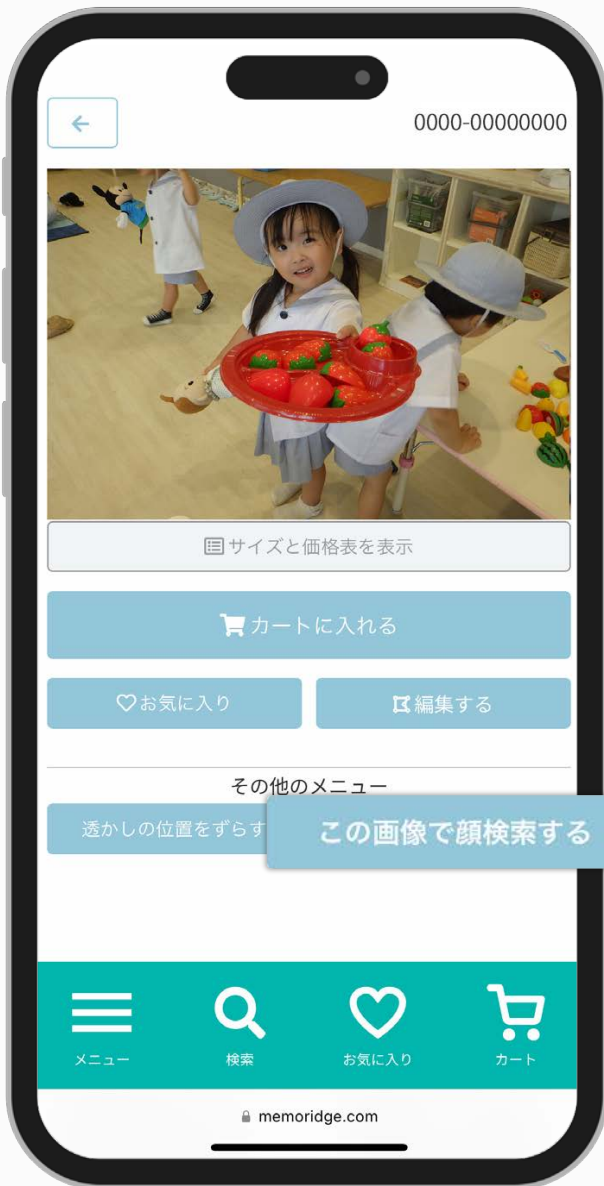 0000-00000000
サイズと価格表を表示
カートに入れる
お気に入り
編集する
その他のメニュー
透かしの位置をずらす
この画像で顔検索する
メニュー
検索
お気に入り
カート
memoridge.com